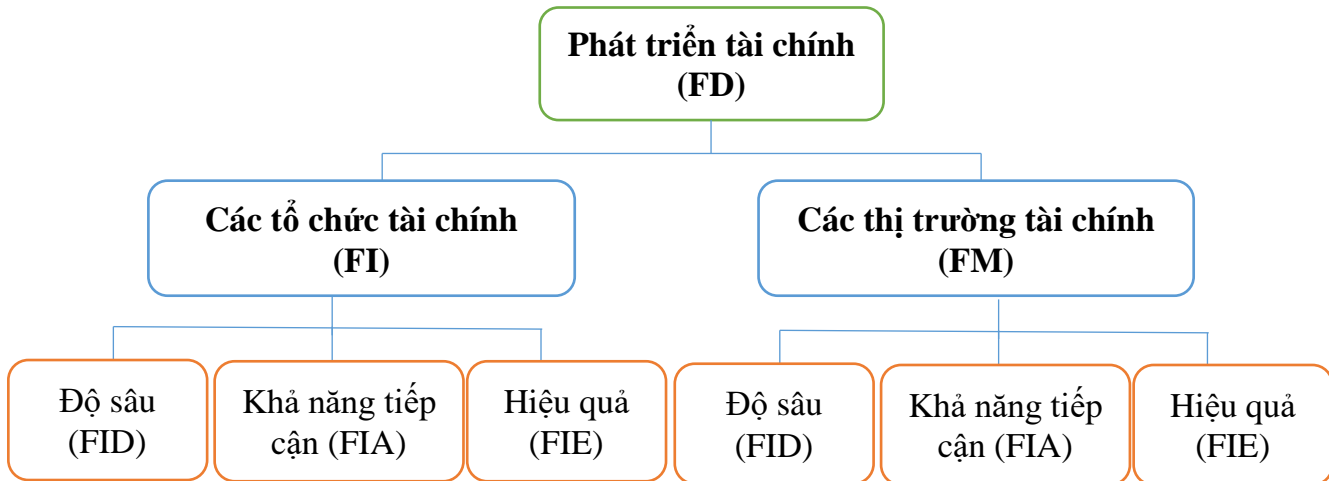 Phát triển tài chính
(FD)
Các tổ chức tài chính
(FI)
Các thị trường tài chính
(FM)
Độ sâu
(FID)
Khả năng tiếp
cận (FIA)
Hiệu quả
(FIE)
Độ sâu
(FID)
Khả năng tiếp
cận (FIA)
Hiệu quả
(FIE)